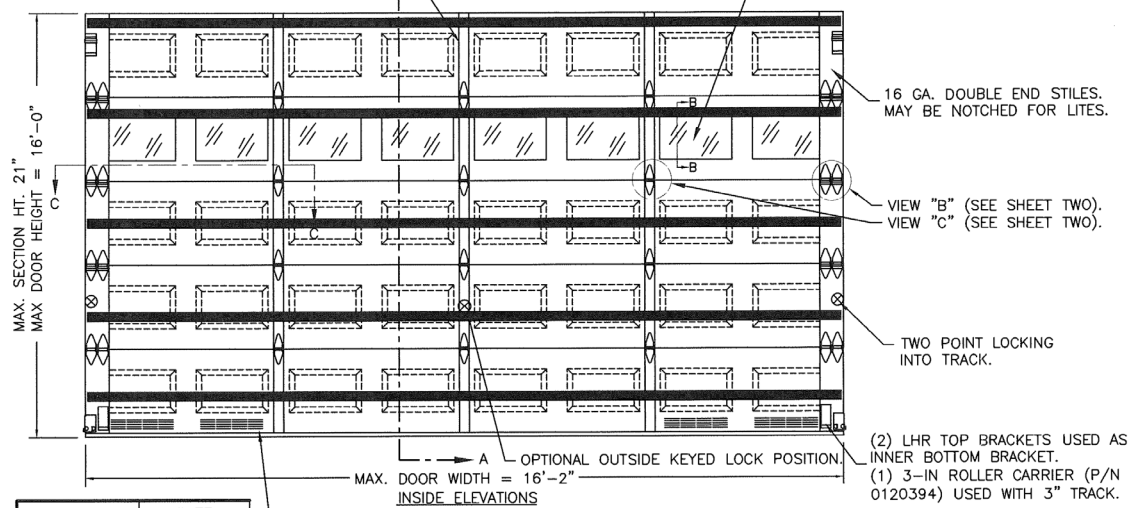 16 GA. DOUBLE END STILES.
MAY BE NOTCHED FOR LITES.
B
B
C
C
VIEW "B" (SEE SHEET TWO).
VIEW "C" (SEE SHEET TWO).
MAX. SECTION HT. 21"
MAX DOOR HEIGHT = 16'-0"
TWO POINT LOCKING
INTO TRACK.
A
OPTIONAL OUTSIDE KEYED LOCK POSITION.
MAX. DOOR WIDTH = 16'-2"
INSIDE ELEVATIONS
(2) LHR TOP BRACKETS USED AS
INNER BOTTOM BRACKET.
(1) 3-IN ROLLER CARRIER (P/N
0120394) USED WITH 3" TRACK.